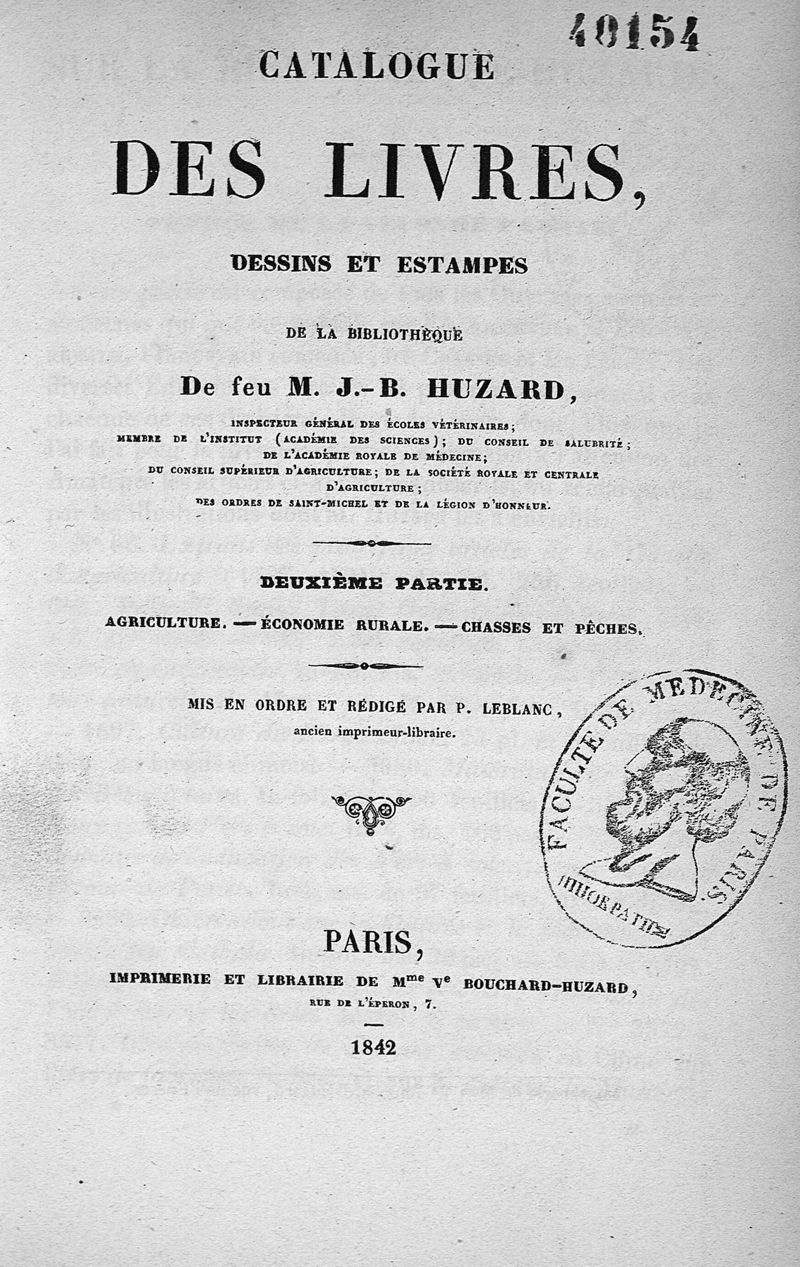 40154
CATALOGUE
DES LIVRES,
DESSINS ET ESTAMPES
DE LA BIBLIOTHÈQUE
De feu M. J.-B. HUZARD,
INSPECTEUR GÉNÉRAL DES ÉCOLES VÉTÉRINAIRES;
MEMBRE DE L'INSTITUT (ACADÉMIE DES SCIENCES); DU CONSEIL DE SALUBRITÉ;
DE L'ACADÉMIE ROYALE DE MÉDECINE;
DU CONSEIL SUPÉRIEUR D'AGRICULTURE; DE LA SOCIÉTÉ ROYALE ET CENTRALE
D'AGRICULTURE;
DES ORDRES DE SAINT-MICHEL ET DE LA LÉGION D'HONNEUR.
DEUXIÈME PARTIE.
AGRICULTURE. — ÉCONOMIE RURALE. — CHASSES ET PÊCHES.
MIS EN ORDRE ET RÉDIGÉ PAR P. LEBLANC,
ancien imprimeur-libraire.
FACULTE DE MEDECINE DE PARIS.
ΙΠΠΟΚΡΑΤΗΣ
PARIS,
IMPRIMERIE ET LIBRAIRIE DE Mme Ve BOUCHARD-HUZARD,
RUE DE L'ÉPERON, 7.
1842